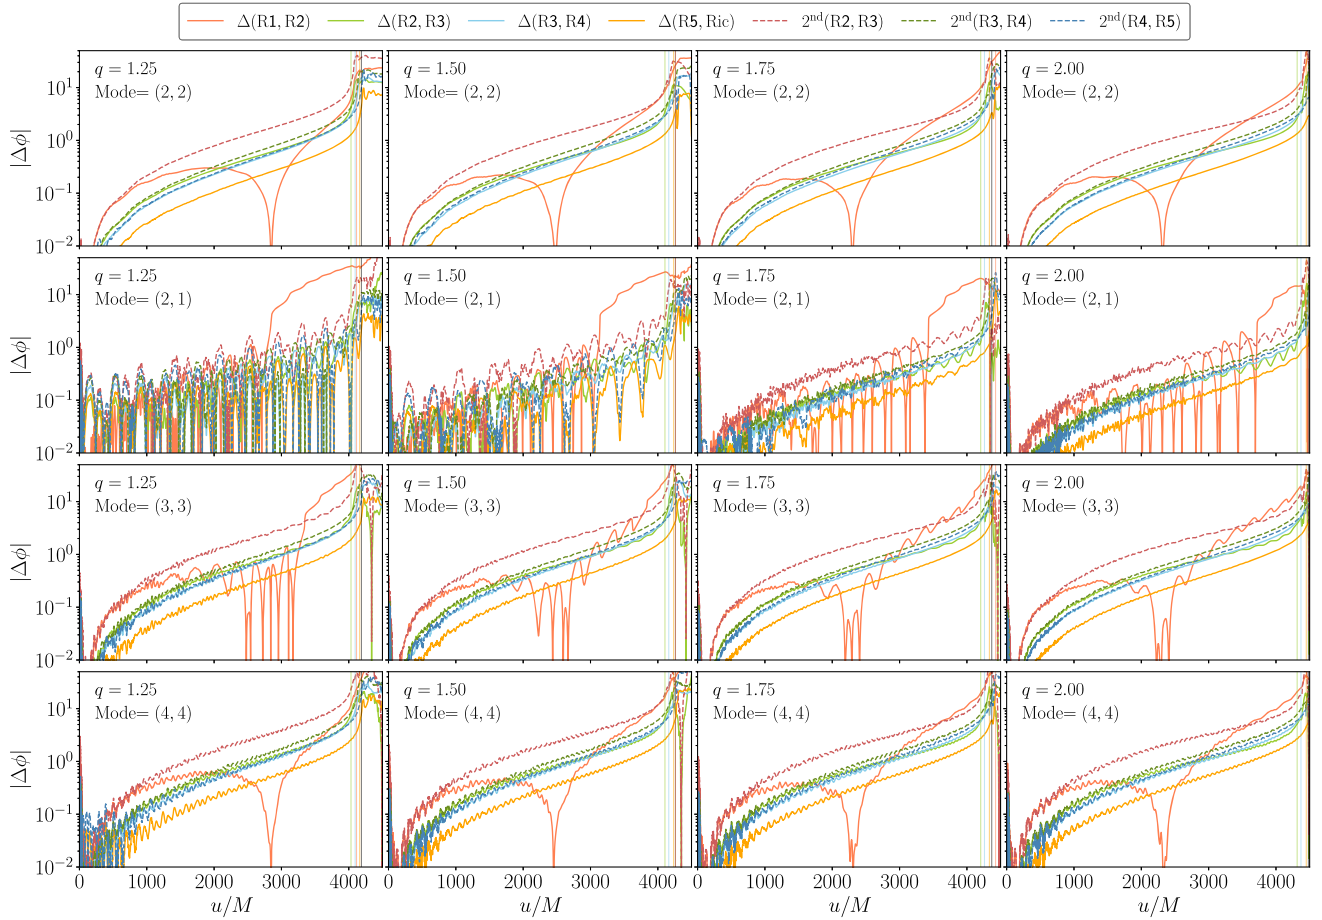 Δ(R1, R2) Δ(R2, R3) Δ(R3, R4) Δ(R5, Ric) 2nd(R2, R3) 2nd(R3, R4) 2nd(R4, R5)
|Δϕ|
10^1
10^0
10^−1
10^−2
q = 1.25
Mode= (2, 2)
q = 1.50
Mode= (2, 2)
q = 1.75
Mode= (2, 2)
q = 2.00
Mode= (2, 2)
|Δϕ|
10^1
10^0
10^−1
10^−2
q = 1.25
Mode= (2, 1)
q = 1.50
Mode= (2, 1)
q = 1.75
Mode= (2, 1)
q = 2.00
Mode= (2, 1)
|Δϕ|
10^1
10^0
10^−1
10^−2
q = 1.25
Mode= (3, 3)
q = 1.50
Mode= (3, 3)
q = 1.75
Mode= (3, 3)
q = 2.00
Mode= (3, 3)
|Δϕ|
10^1
10^0
10^−1
10^−2
q = 1.25
Mode= (4, 4)
q = 1.50
Mode= (4, 4)
q = 1.75
Mode= (4, 4)
q = 2.00
Mode= (4, 4)
0 1000 2000 3000 4000 0 1000 2000 3000 4000 0 1000 2000 3000 4000 0 1000 2000 3000 4000
u/M u/M u/M u/M